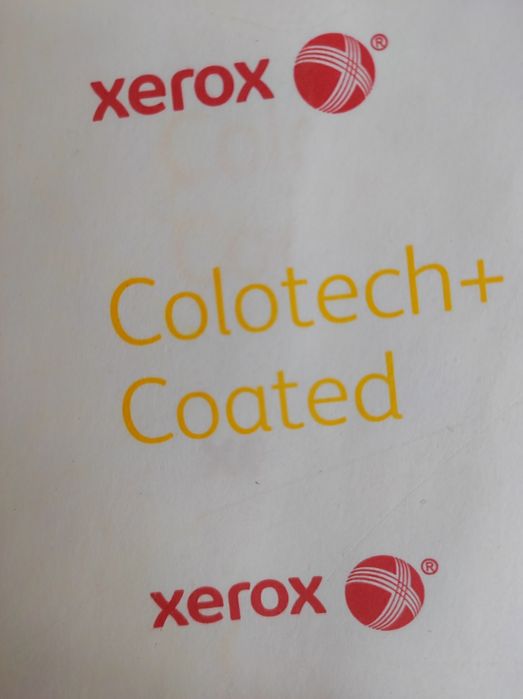 xerox ®
Colotech+
Coated
xerox ®